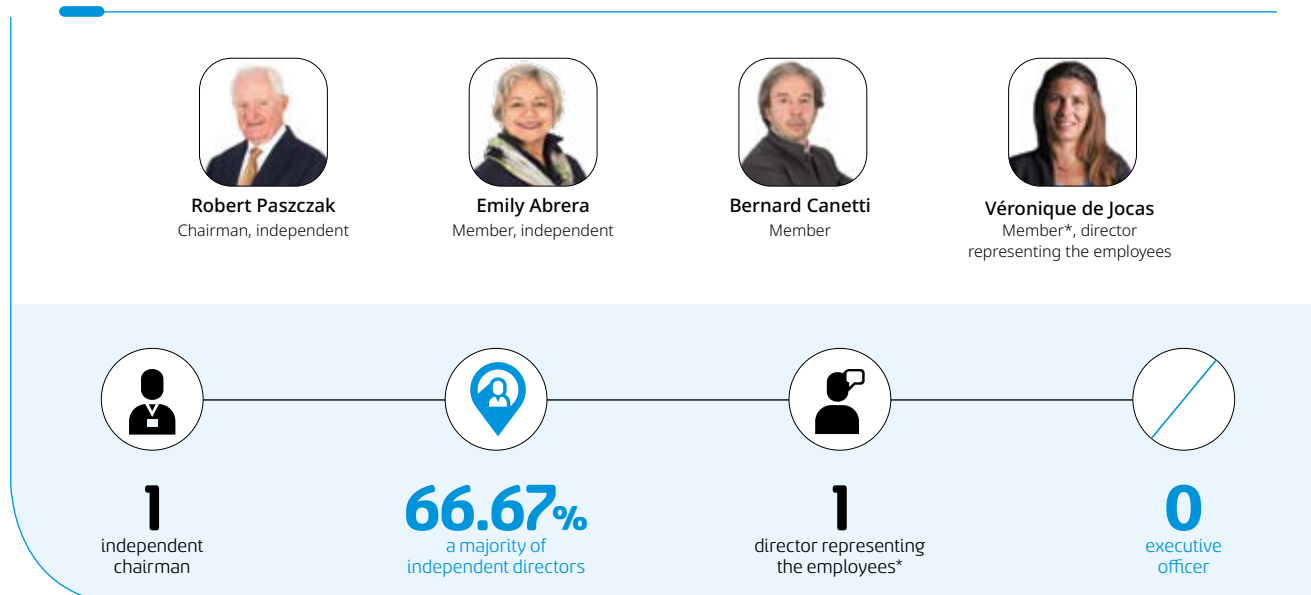 Robert Paszczak
Chairman, independent
Emily Abrera
Member, independent
Bernard Canetti
Member
Véronique de Jocas
Member*, director
representing the employees
1
independent
chairman
66.67%
a majority of
independent directors
1
director representing
the employees*
0
executive
officer